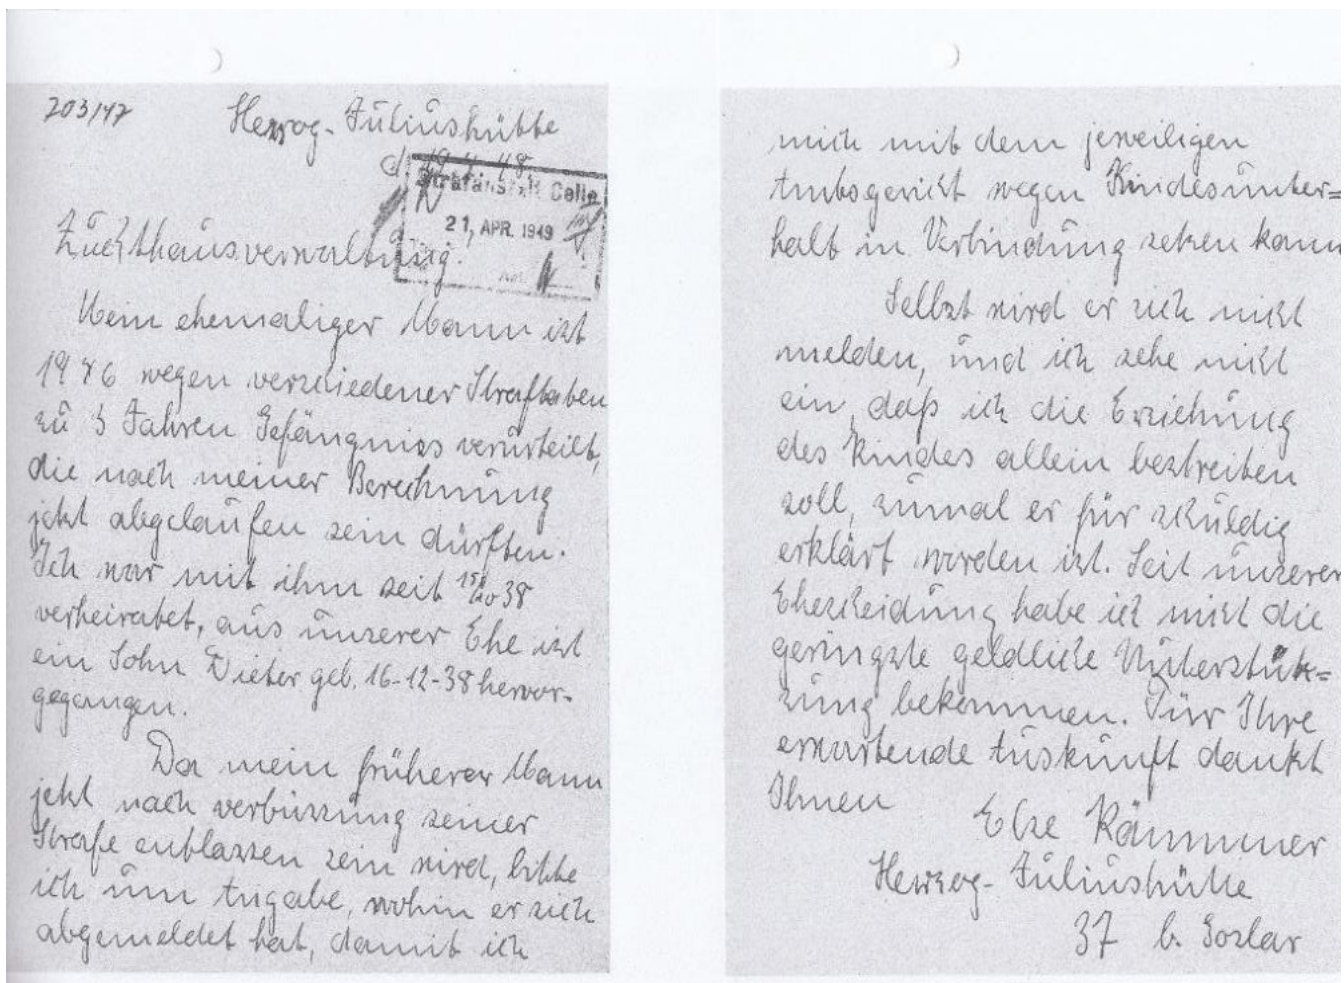 203/47
Herzog-Juliushütte
d. 19.4.48.
Strafanstalt Celle
21. APR. 1949
Zuchthausverwaltung.
Mein ehemaliger Mann ist
1946 wegen verschiedener Straftaten
zu 3 Jahren Gefängniss verurteilt,
die nach meiner Berechnung
jetzt abgelaufen sein dürften.
Ich war mit ihm seit 38
verheiratet, aus unserer Ehe ist
ein Sohn Dieter geb. 16-12-38 hervor-
gegangen.
Da mein früherer Mann
jetzt nach verbüssung seiner
Strafe entlassen sein wird, bitte
ich um Angabe, wohin er sich
abgemeldet hat, damit ich
mich mit dem jeweiligen
Amtsgericht wegen Kindesunter=
halt in Verbindung setzen kann
Selbst wird er sich nicht
melden, und ich sehe nicht
ein, daß ich die Erziehung
des Kindes allein bestreiten
soll, zumal er für schuldig
erklärt worden ist. Seit unserer
Ehescheidung habe ich nicht die
geringste geldliche Unterstük=
zung bekommen. Für Ihre
erwartende Auskunft dankt
Ihnen
Else Kämmer
Herzog-Juliushütte
37 b. Goslar